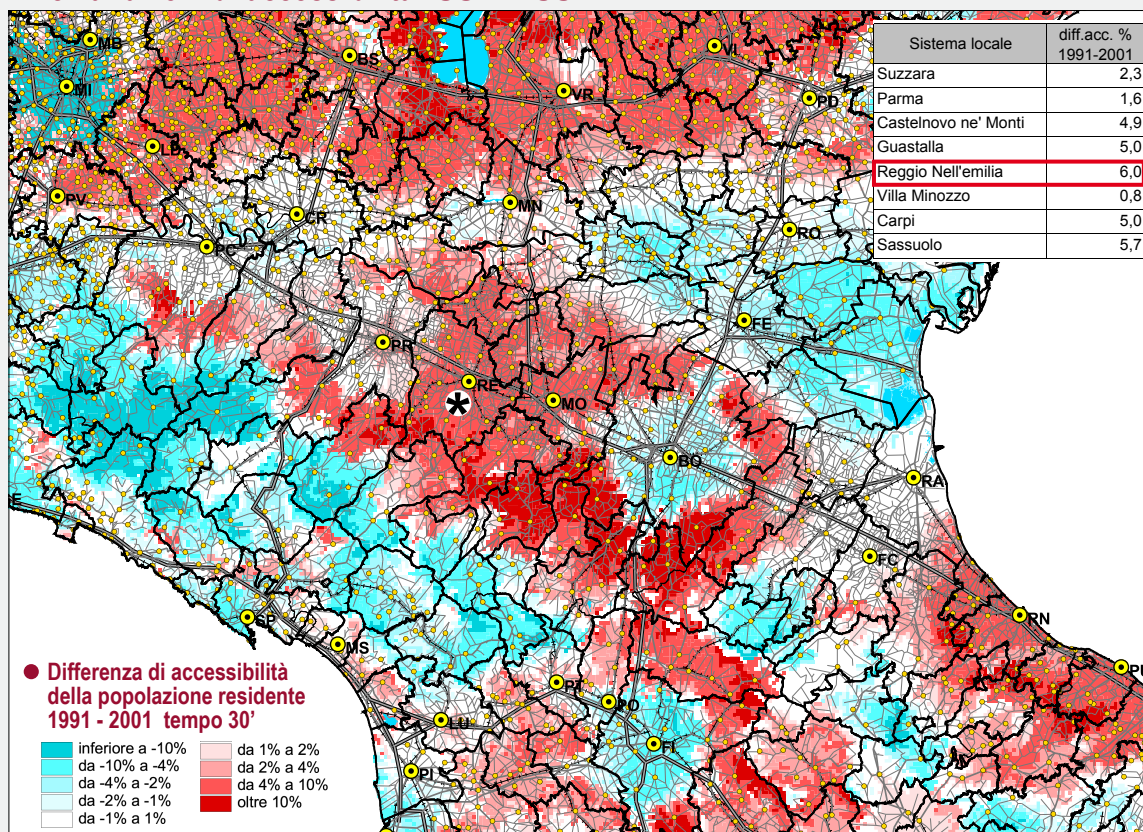 Sistema locale diff.acc. % 1991-2001
Suzzara 2,3
Parma 1,6
Castelnovo ne' Monti 4,9
Guastalla 5,0
Reggio Nell'emilia 6,0
Villa Minozzo 0,8
Carpi 5,0
Sassuolo 5,7
MB
MI
BS
VR
VI
PD
LO
PV
CR
MN
RO
PC
FE
PR
RE
*
MO
BO
RA
FC
SP
MS
PN
PT
PO
LU
FI
PI
● Differenza di accessibilità
della popolazione residente
1991 - 2001 tempo 30'
inferiore a -10%
da -10% a -4%
da -4% a -2%
da -2% a -1%
da -1% a 1%
da 1% a 2%
da 2% a 4%
da 4% a 10%
oltre 10%